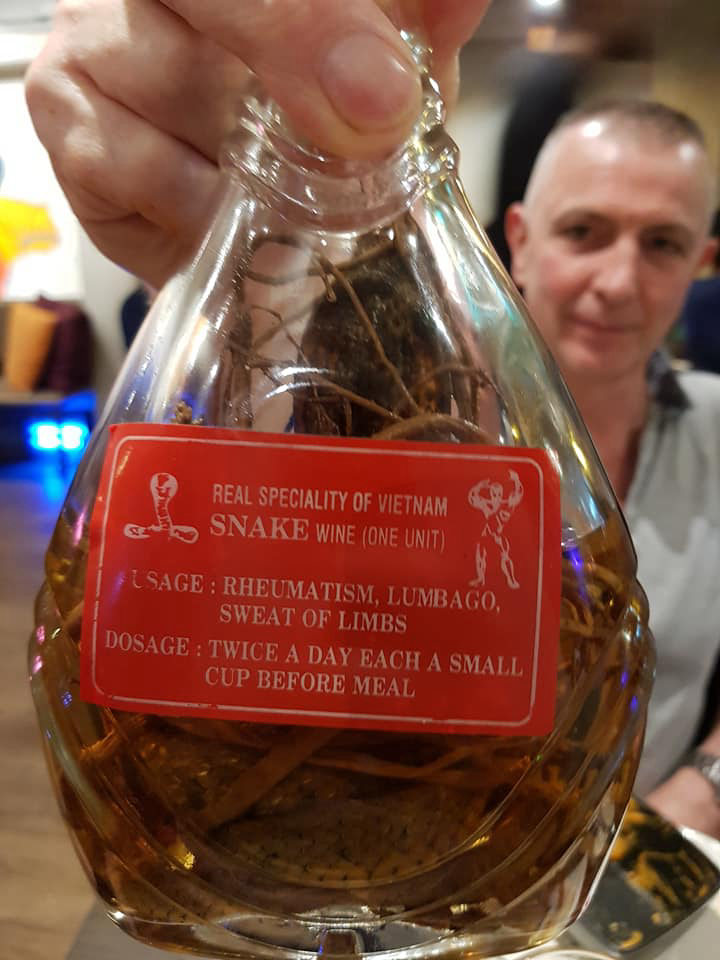 REAL SPECIALITY OF VIETNAM
SNAKE WINE (ONE UNIT)
USAGE : RHEUMATISM, LUMBAGO,
SWEAT OF LIMBS
DOSAGE : TWICE A DAY EACH A SMALL
CUP BEFORE MEAL